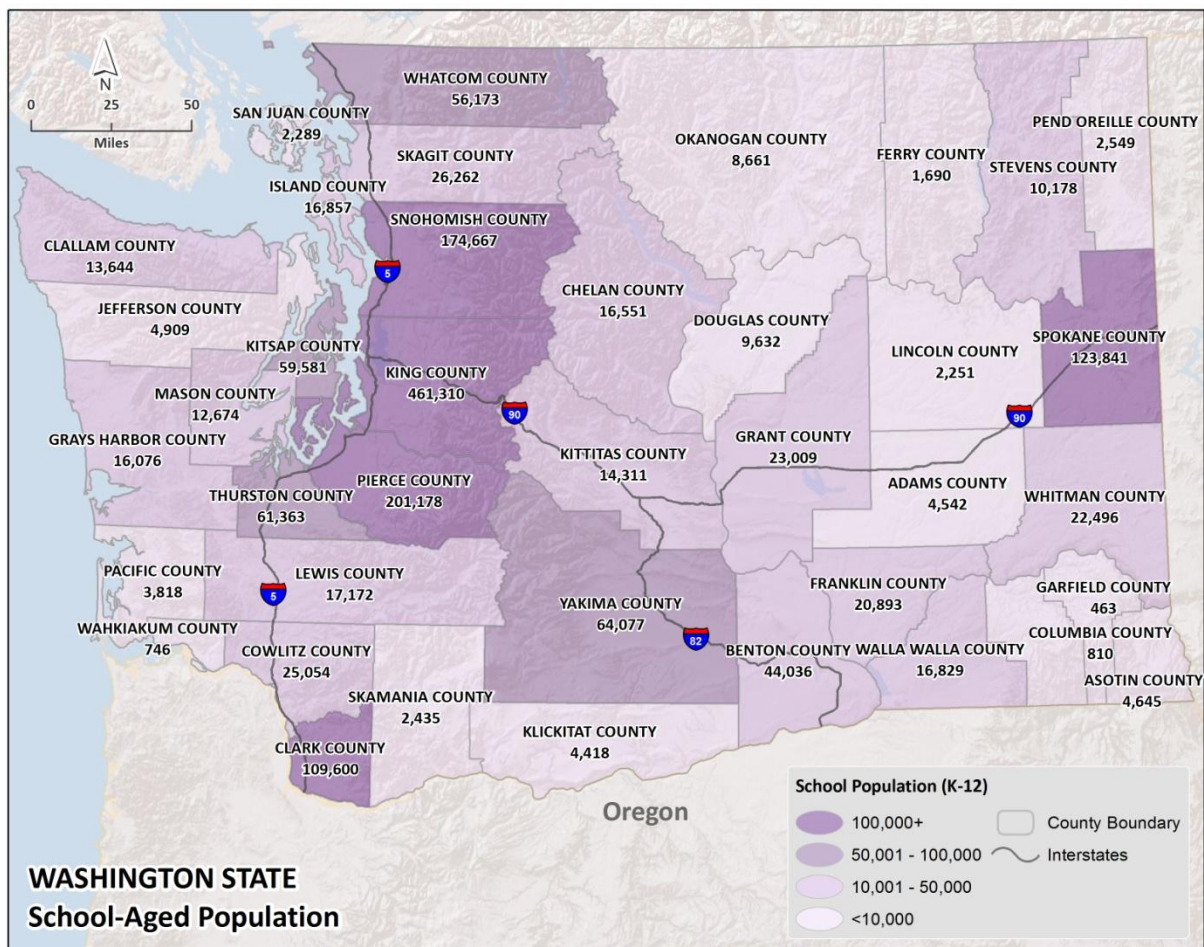 N
0 25 50
Miles
WHATCOM COUNTY
56,173
SAN JUAN COUNTY
2,289
SKAGIT COUNTY
26,262
ISLAND COUNTY
16,857
OKANOGAN COUNTY
8,661
FERRY COUNTY
1,690
PEND OREILLE COUNTY
2,549
STEVENS COUNTY
10,178
SNOHOMISH COUNTY
174,667
5
CLALLAM COUNTY
13,644
JEFFERSON COUNTY
4,909
CHELAN COUNTY
16,551
DOUGLAS COUNTY
9,632
LINCOLN COUNTY
2,251
SPOKANE COUNTY
123,841
KITSAP COUNTY
59,581
KING COUNTY
461,310
90
90
MASON COUNTY
12,674
GRAYS HARBOR COUNTY
16,076
GRANT COUNTY
23,009
KITTITAS COUNTY
14,311
PIERCE COUNTY
201,178
THURSTON COUNTY
61,363
ADAMS COUNTY
4,542
WHITMAN COUNTY
22,496
PACIFIC COUNTY
3,818
LEWIS COUNTY
17,172
5
YAKIMA COUNTY
64,077
82
FRANKLIN COUNTY
20,893
GARFIELD COUNTY
463
WAHKIAKUM COUNTY
746
COWLITZ COUNTY
25,054
BENTON COUNTY
44,036
WALLA WALLA COUNTY
16,829
COLUMBIA COUNTY
810
ASOTIN COUNTY
4,645
SKAMANIA COUNTY
2,435
KLICKITAT COUNTY
4,418
CLARK COUNTY
109,600
Oregon
School Population (K-12)
100,000+
50,001 - 100,000
10,001 - 50,000
<10,000
County Boundary
Interstates
WASHINGTON STATE
School-Aged Population